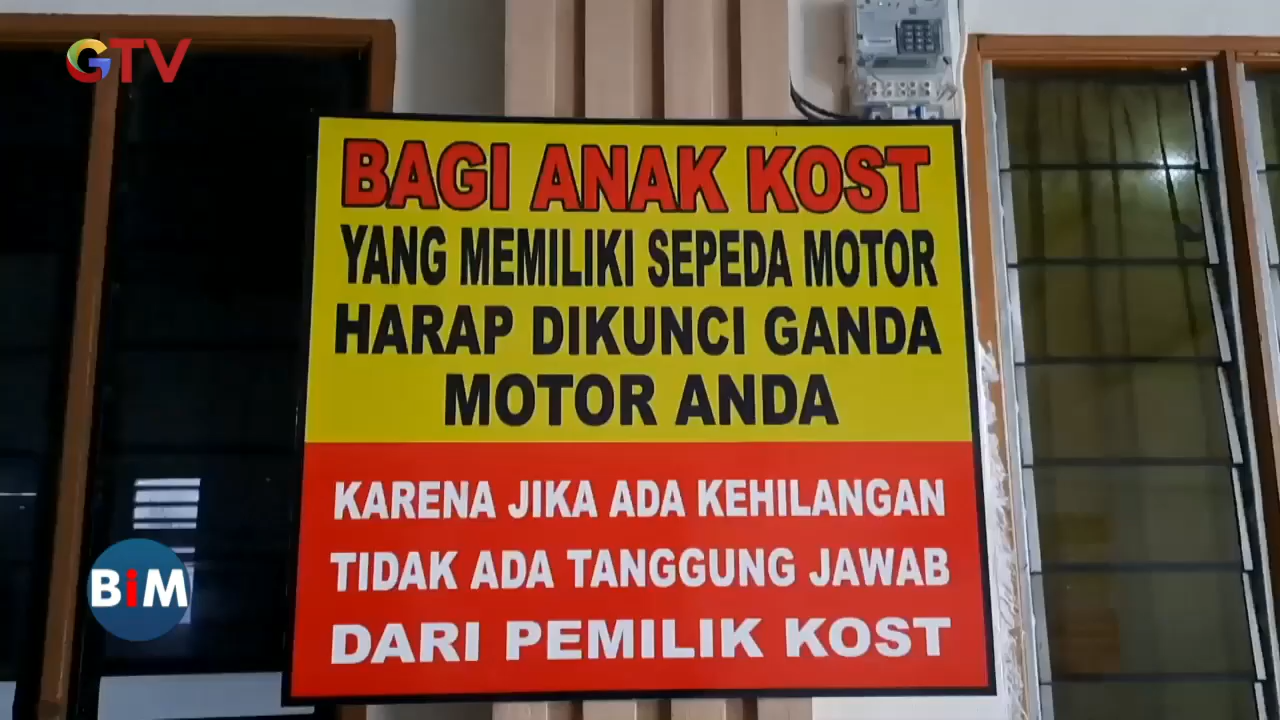 GTV
BAGI ANAK KOST
YANG MEMILIKI SEPEDA MOTOR
HARAP DIKUNCI GANDA
MOTOR ANDA
KARENA JIKA ADA KEHILANGAN
TIDAK ADA TANGGUNG JAWAB
DARI PEMILIK KOST
BiM